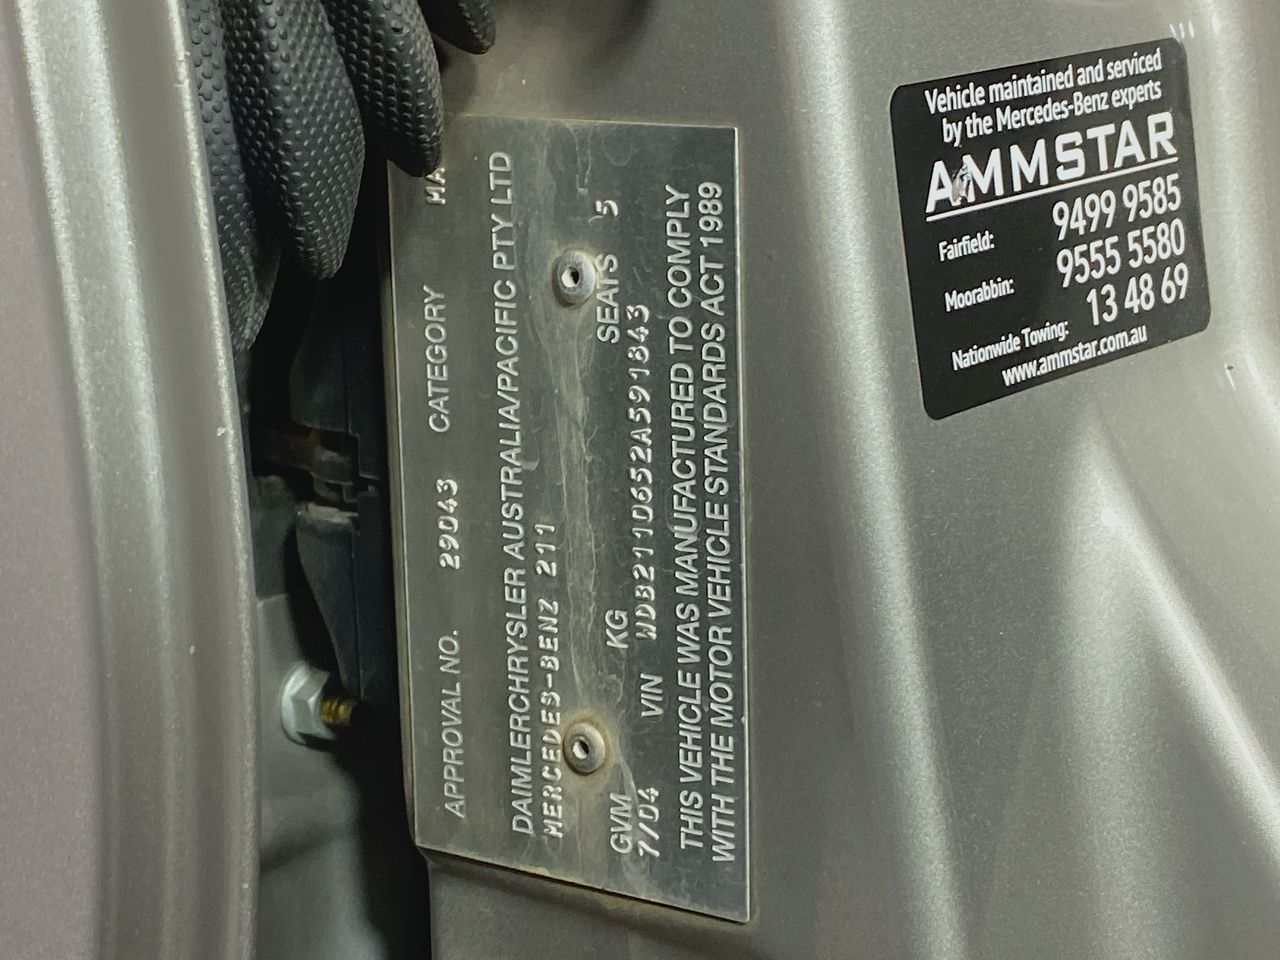 APPROVAL NO. 29043 CATEGORY MA
DAIMLERCHRYSLER AUSTRALIA/PACIFIC PTY LTD
MERCEDES-BENZ 211
GVM KG SEATS 5
7/04 VIN WDB2110652A591843
THIS VEHICLE WAS MANUFACTURED TO COMPLY
WITH THE MOTOR VEHICLE STANDARDS ACT 1989
Vehicle maintained and serviced
by the Mercedes-Benz experts
AMMSTAR
Fairfield: 9499 9585
Moorabbin: 9555 5580
Nationwide Towing: 13 48 69
www.ammstar.com.au